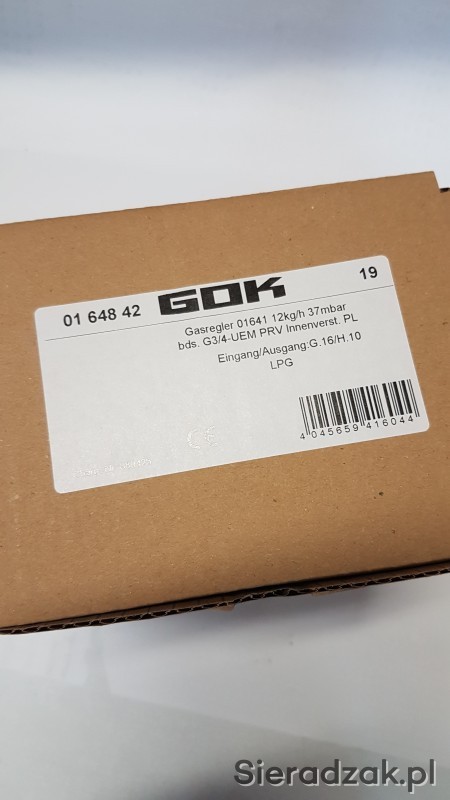 01 648 42 GOK 19
Gasregler 01641 12kg/h 37mbar
bds. G3/4-UEM PRV Innenverst. PL
Eingang/Ausgang:G.16/H.10
LPG
CE
4 045659 416044
Sieradzak.pl